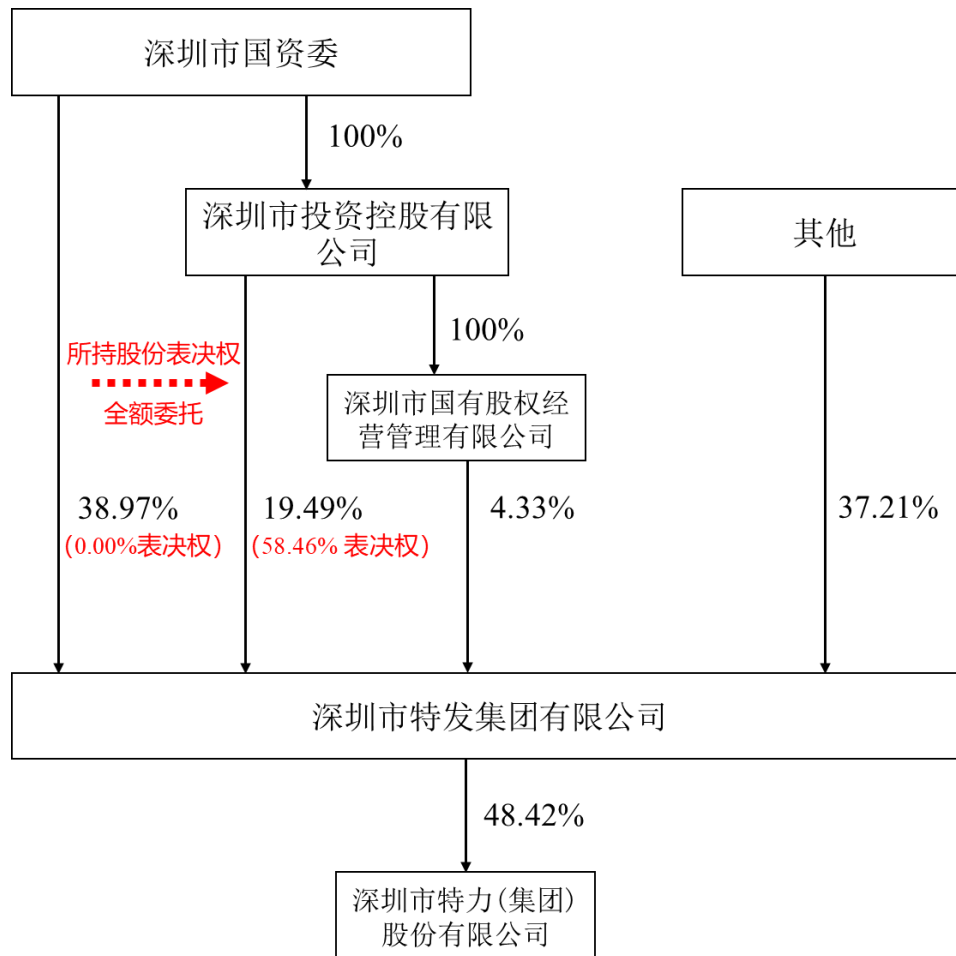 深圳市国资委
100%
深圳市投资控股有限
公司
其他
100%
所持股份表决权
全额委托
深圳市国有股权经
营管理有限公司
38.97%
(0.00%表决权)
19.49%
(58.46% 表决权)
4.33%
37.21%
深圳市特发集团有限公司
48.42%
深圳市特力(集团)
股份有限公司